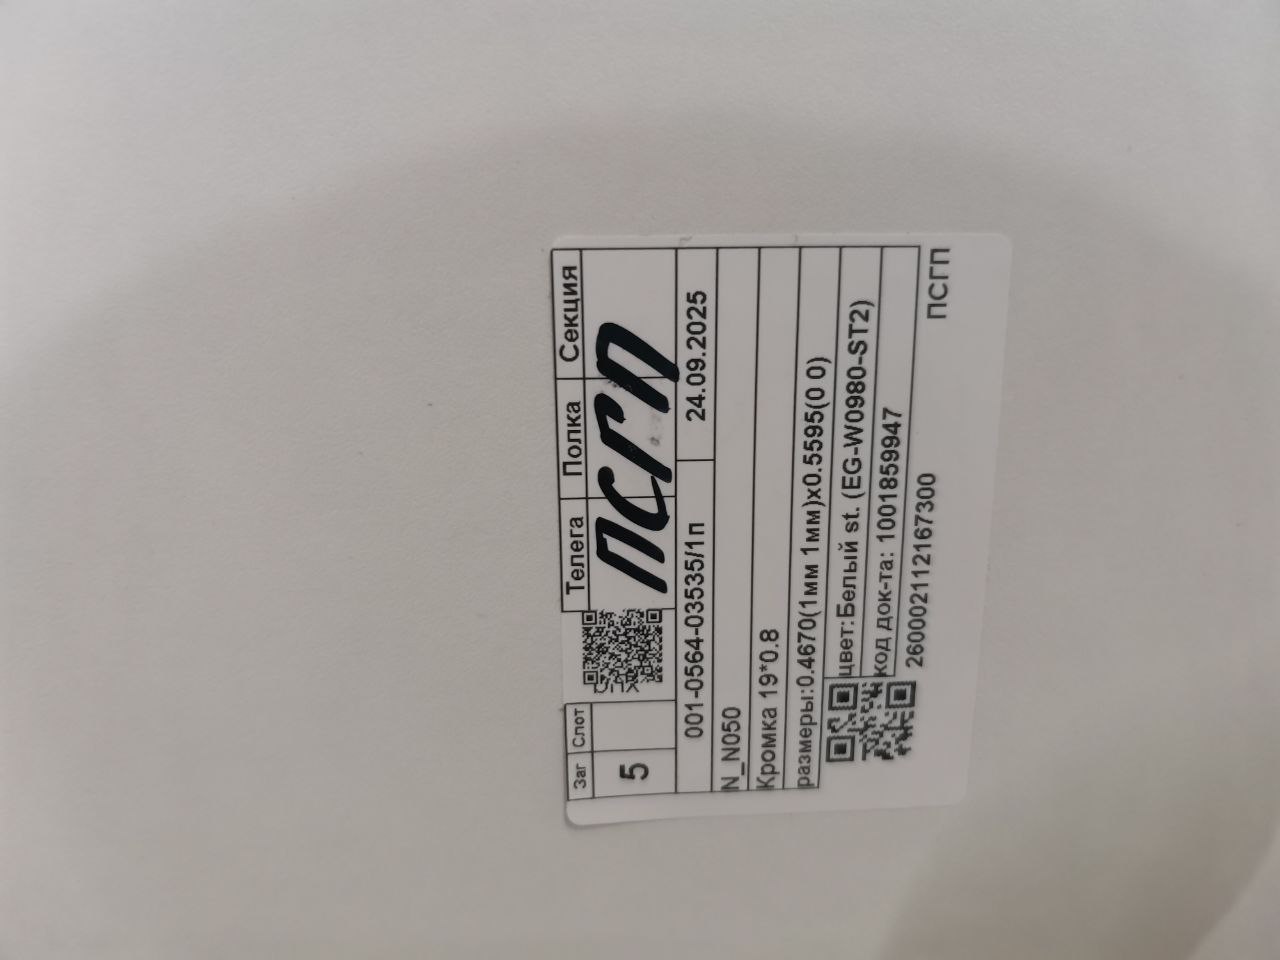 Заг Слот Телега Полка Секция
5 ПСГП
001-0564-03535/1п 24.09.2025
N_N050
Кромка 19*0.8
размеры:0.4670(1мм 1мм)x0.5595(0 0)
цвет:Белый st. (EG-W0980-ST2)
код док-та: 1001859947
2600021112167300
ПСГП